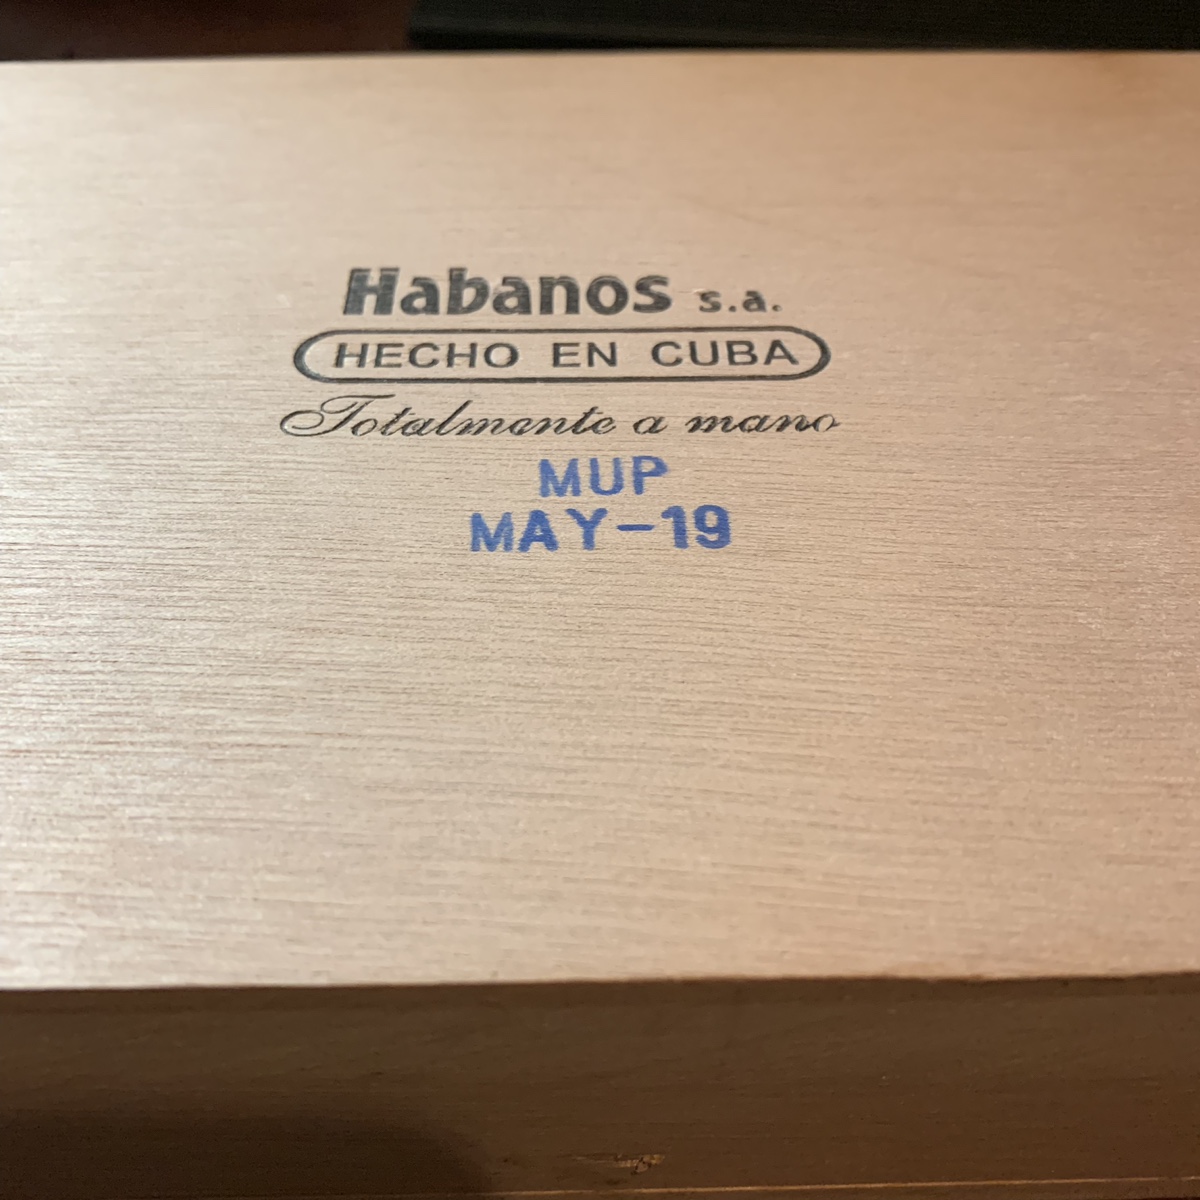 Habanos s.a.
HECHO EN CUBA
Totalmente a mano
MUP
MAY-19